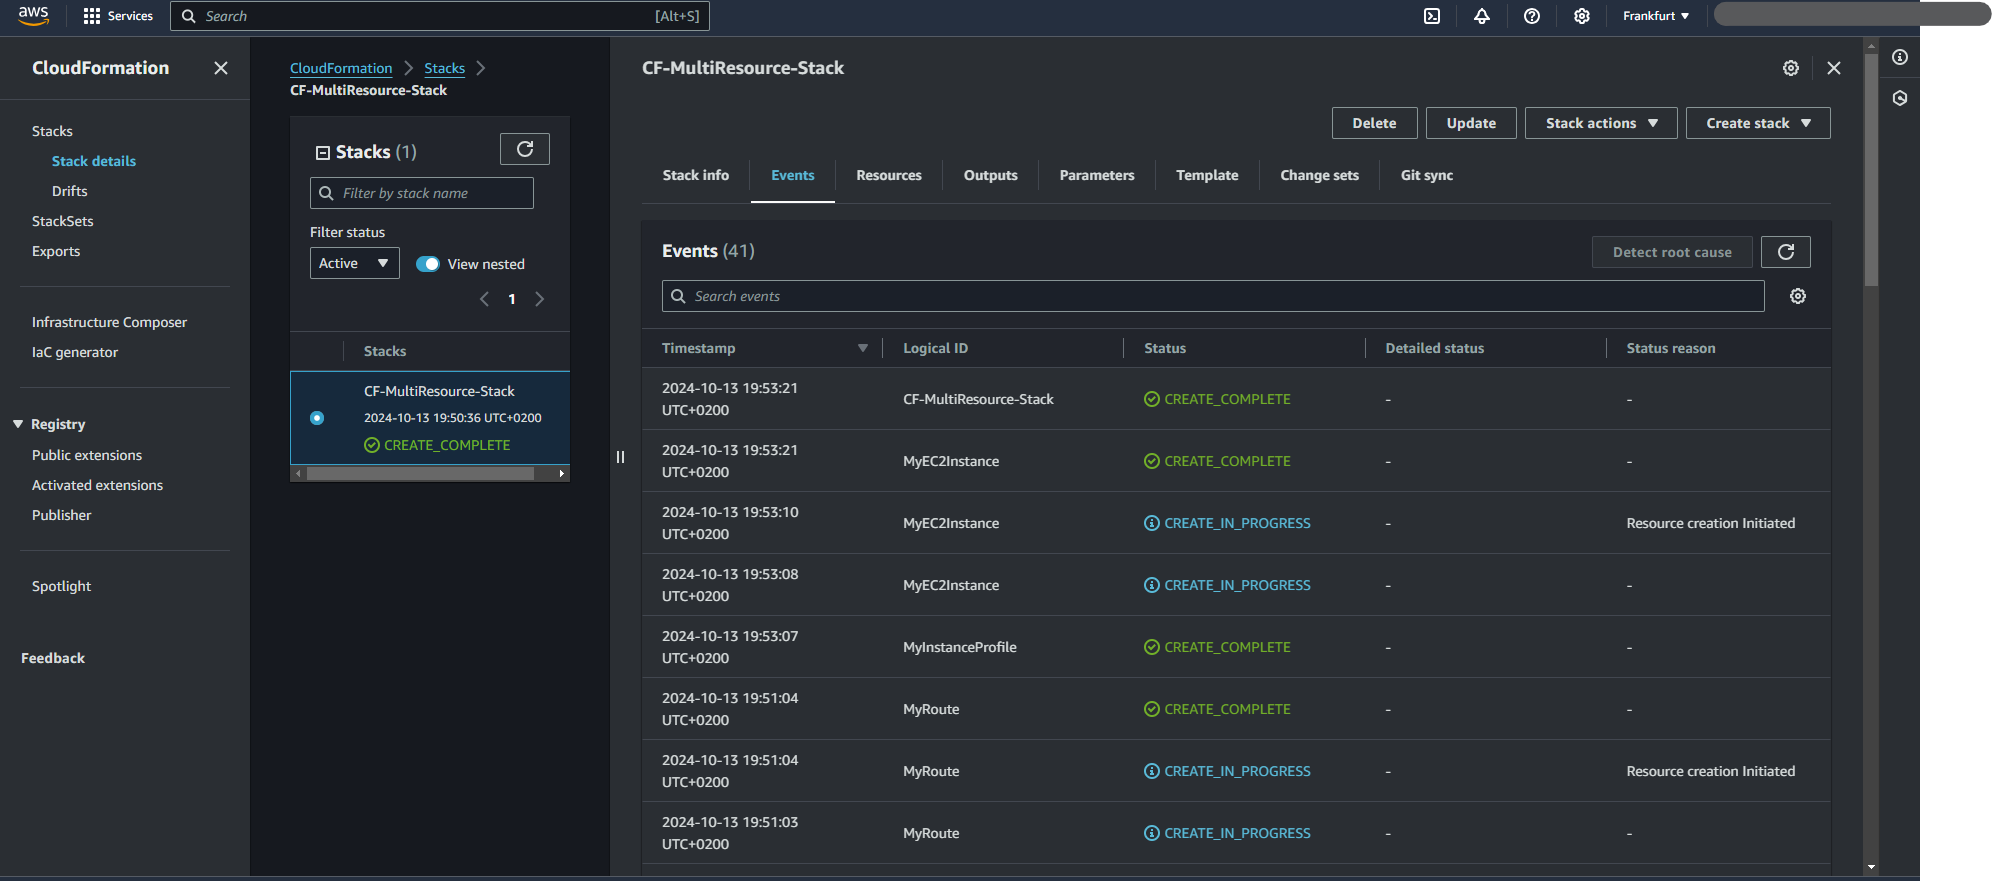 aws
Services
Search
[Alt+S]
Frankfurt
CloudFormation
Stacks
Stack details
Drifts
StackSets
Exports
Infrastructure Composer
IaC generator
Registry
Public extensions
Activated extensions
Publisher
Spotlight
Feedback
CloudFormation
Stacks
CF-MultiResource-Stack
Stacks (1)
Filter by stack name
Filter status
Active
View nested
1
Stacks
CF-MultiResource-Stack
2024-10-13 19:50:36 UTC+0200
CREATE_COMPLETE
CF-MultiResource-Stack
Delete
Update
Stack actions
Create stack
Stack info
Events
Resources
Outputs
Parameters
Template
Change sets
Git sync
Events (41)
Detect root cause
Search events
Timestamp
Logical ID
Status
Detailed status
Status reason
2024-10-13 19:53:21
UTC+0200
CF-MultiResource-Stack
CREATE_COMPLETE
-
-
2024-10-13 19:53:21
UTC+0200
MyEC2Instance
CREATE_COMPLETE
-
-
2024-10-13 19:53:10
UTC+0200
MyEC2Instance
CREATE_IN_PROGRESS
-
Resource creation Initiated
2024-10-13 19:53:08
UTC+0200
MyEC2Instance
CREATE_IN_PROGRESS
-
-
2024-10-13 19:53:07
UTC+0200
MyInstanceProfile
CREATE_COMPLETE
-
-
2024-10-13 19:51:04
UTC+0200
MyRoute
CREATE_COMPLETE
-
-
2024-10-13 19:51:04
UTC+0200
MyRoute
CREATE_IN_PROGRESS
-
Resource creation Initiated
2024-10-13 19:51:03
UTC+0200
MyRoute
CREATE_IN_PROGRESS
-
-